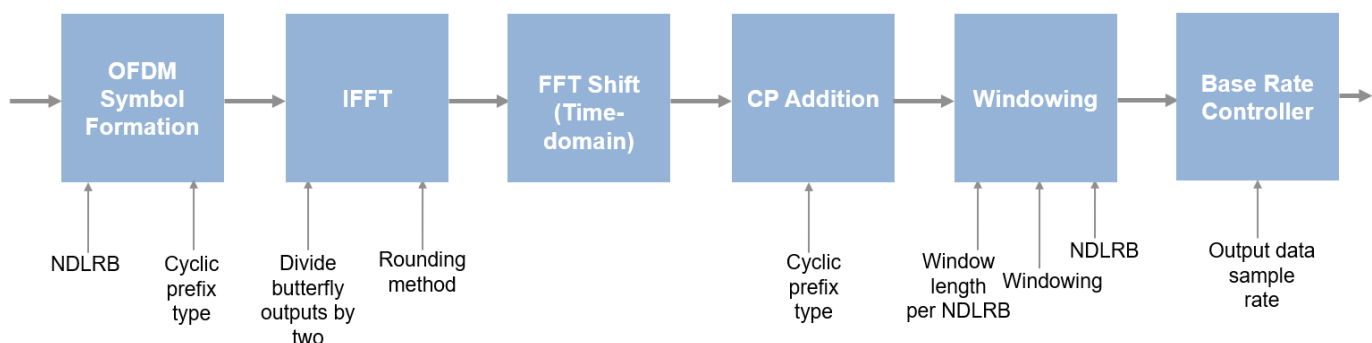 OFDM
Symbol
Formation
IFFT
FFT Shift
(Time-
domain)
CP Addition
Windowing
Base Rate
Controller
NDLRB
Cyclic
prefix
type
Divide
butterfly
outputs by
two
Rounding
method
Cyclic
prefix
type
Window
length
per NDLRB
Windowing
NDLRB
Output data
sample
rate